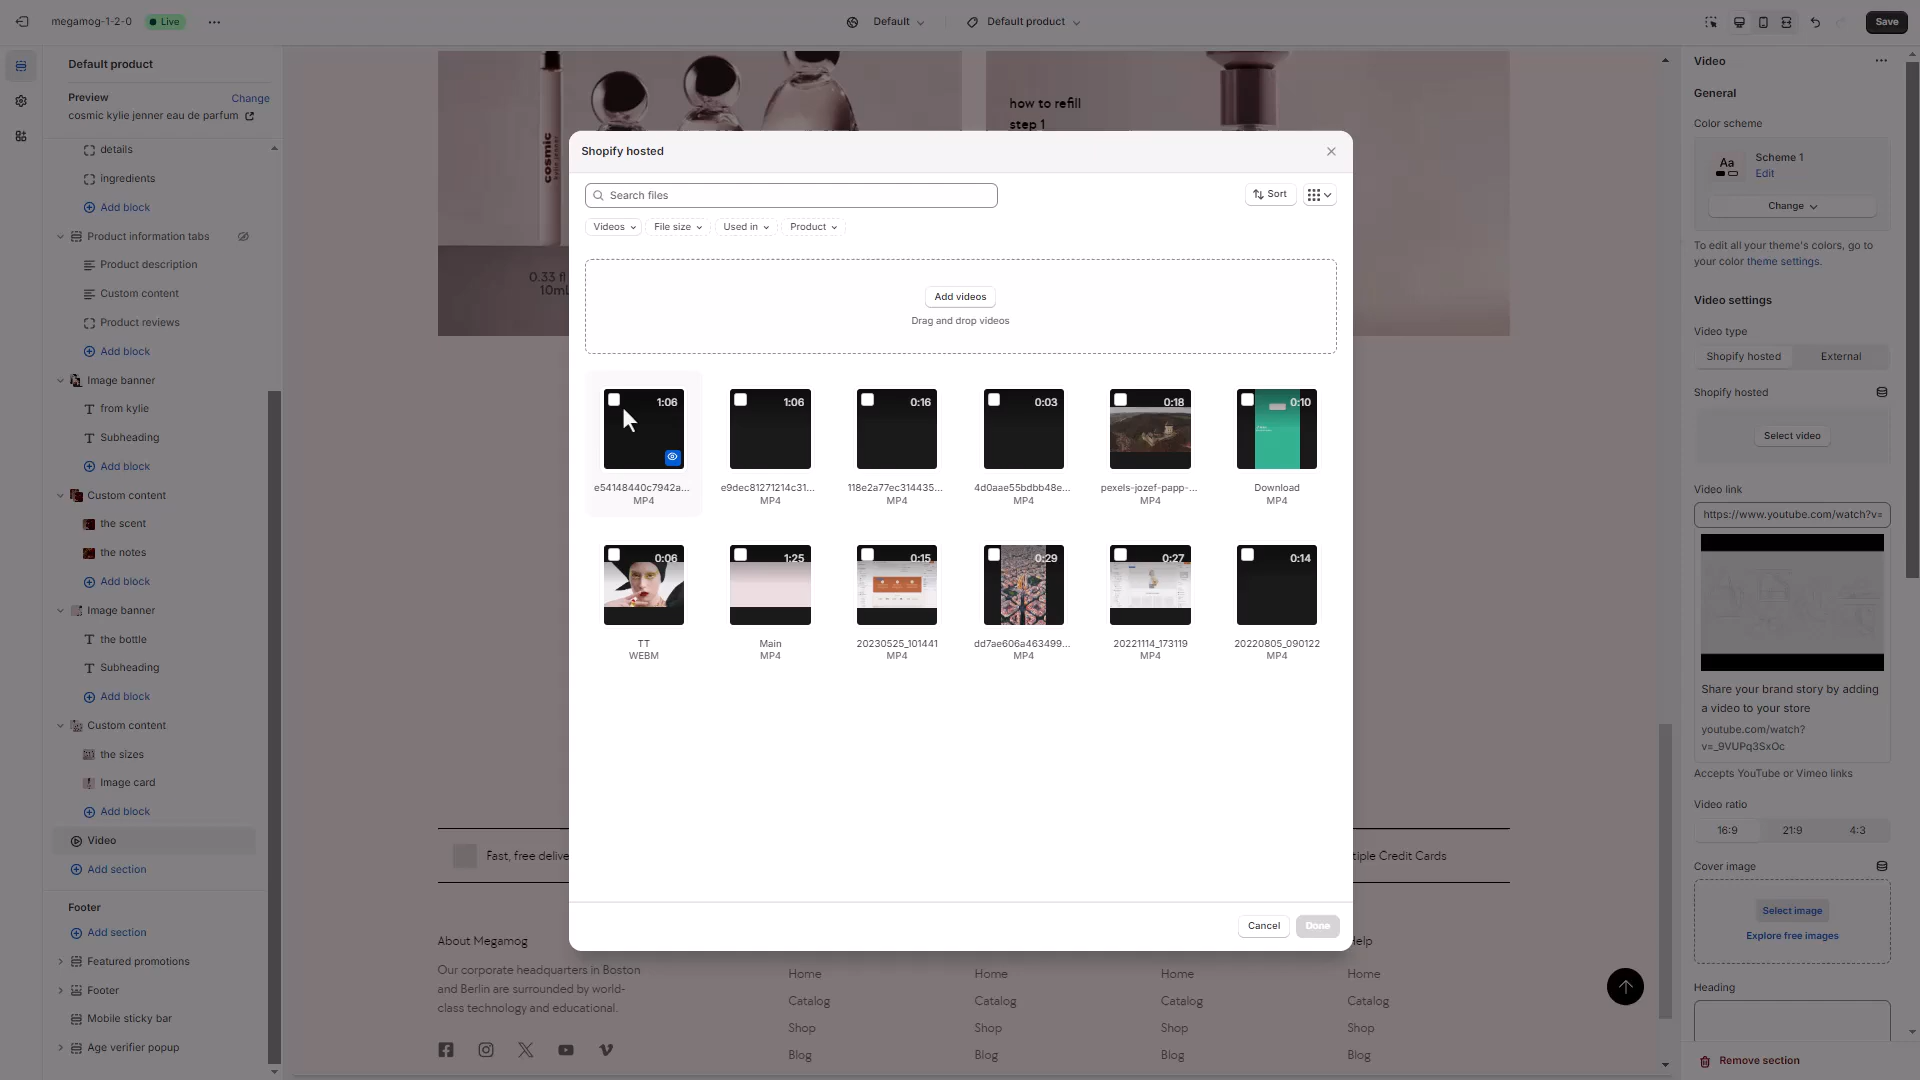 megamog-1-2-0
Live
Default
Default product
Save
Default product
Preview
Change
cosmic kylie jenner eau de parfum
details
ingredients
Add block
Product information tabs
Product description
Custom content
Product reviews
Add block
Image banner
from kylie
Subheading
Add block
Custom content
the scent
the notes
Add block
Image banner
the bottle
Subheading
Add block
Custom content
the sizes
Image card
Add block
Video
Add section
Footer
Add section
Featured promotions
Footer
Mobile sticky bar
Age verifier popup
cosmic
0.33 fl
10mL
how to refill
step 1
Shopify hosted
Search files
Sort
Videos
File size
Used in
Product
Add videos
Drag and drop videos
1:06
1:06
0:16
0:03
0:18
0:10
e54148440c7942a...
e9dec81271214c31...
118e2a77ec314435...
4d0aae55bdbb48e...
pexels-jozef-papp-...
Download
MP4
MP4
MP4
MP4
MP4
MP4
0:06
1:25
0:15
0:29
0:27
0:14
TT
Main
20230525_101441
dd7ae606a463499...
20221114_173119
20220805_090122
WEBM
MP4
MP4
MP4
MP4
MP4
Cancel
Done
Fast, free delive
tiple Credit Cards
About Megamog
Our corporate headquarters in Boston
and Berlin are surrounded by world-
class technology and educational.
Help
Home
Home
Home
Home
Catalog
Catalog
Catalog
Catalog
Shop
Shop
Shop
Shop
Blog
Blog
Blog
Blog
Video
General
Color scheme
Aa
Scheme 1
Edit
Change
To edit all your theme's colors, go to
your color theme settings.
Video settings
Video type
Shopify hosted
External
Shopify hosted
Select video
Video link
https://www.youtube.com/watch?v=
Share your brand story by adding
a video to your store
youtube.com/watch?
v=_9VUPq3SxOc
Accepts YouTube or Vimeo links
Video ratio
16:9
21:9
4:3
Cover image
Select image
Explore free images
Heading
Remove section